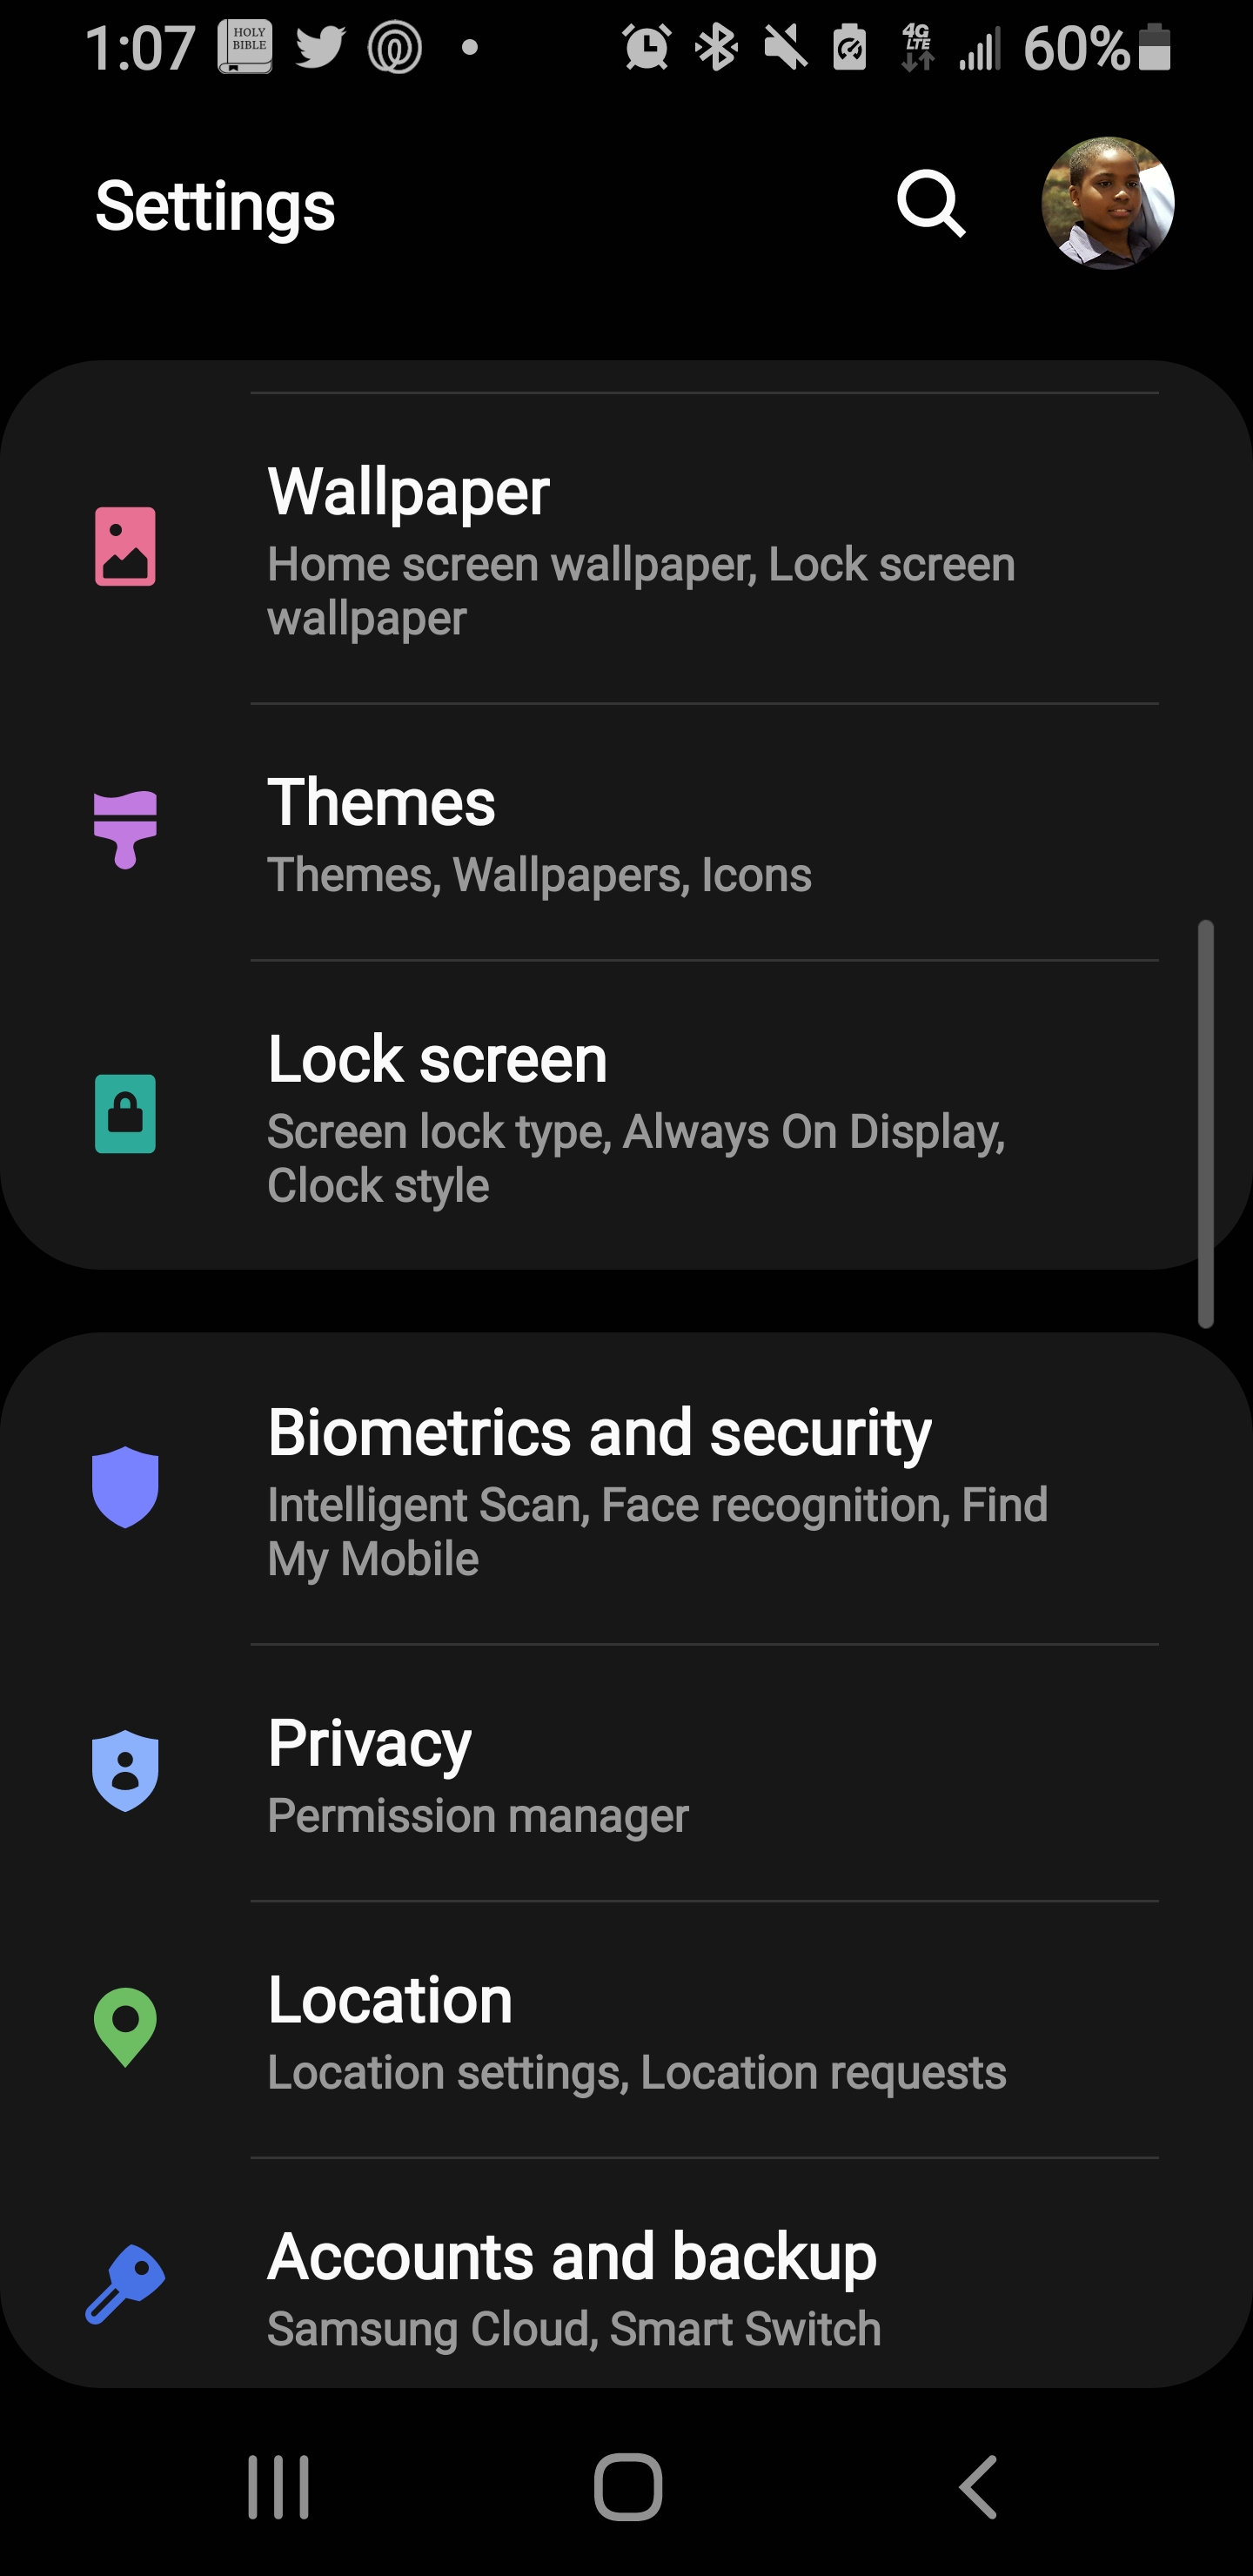 1:07 HOLY BIBLE 4G LTE 60%
Settings
Wallpaper
Home screen wallpaper, Lock screen
wallpaper
Themes
Themes, Wallpapers, Icons
Lock screen
Screen lock type, Always On Display,
Clock style
Biometrics and security
Intelligent Scan, Face recognition, Find
My Mobile
Privacy
Permission manager
Location
Location settings, Location requests
Accounts and backup
Samsung Cloud, Smart Switch